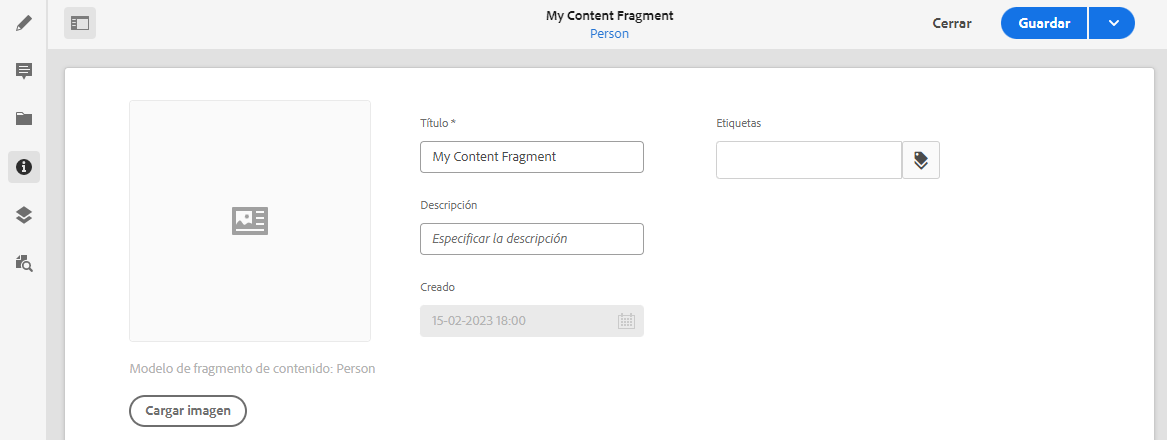 My Content Fragment
Person
Cerrar
Guardar
Título *
My Content Fragment
Etiquetas
Descripción
Especificar la descripción
Creado
15-02-2023 18:00
Modelo de fragmento de contenido: Person
Cargar imagen